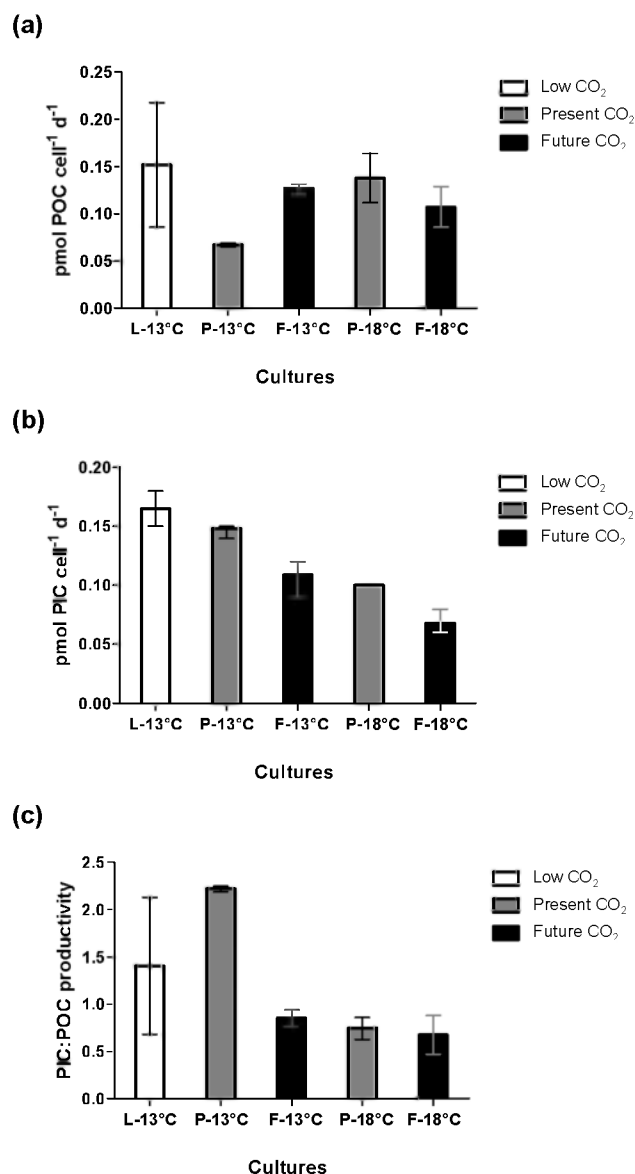 (a)
pmol POC cell⁻¹ d⁻¹
0.25
0.20
0.15
0.10
0.05
0.00
L-13°C P-13°C F-13°C P-18°C F-18°C
Cultures
Low CO₂
Present CO₂
Future CO₂
(b)
pmol PIC cell⁻¹ d⁻¹
0.20
0.15
0.10
0.05
0.00
L-13°C P-13°C F-13°C P-18°C F-18°C
Cultures
Low CO₂
Present CO₂
Future CO₂
(c)
PIC:POC productivity
2.5
2.0
1.5
1.0
0.5
0.0
L-13°C P-13°C F-13°C P-18°C F-18°C
Cultures
Low CO₂
Present CO₂
Future CO₂